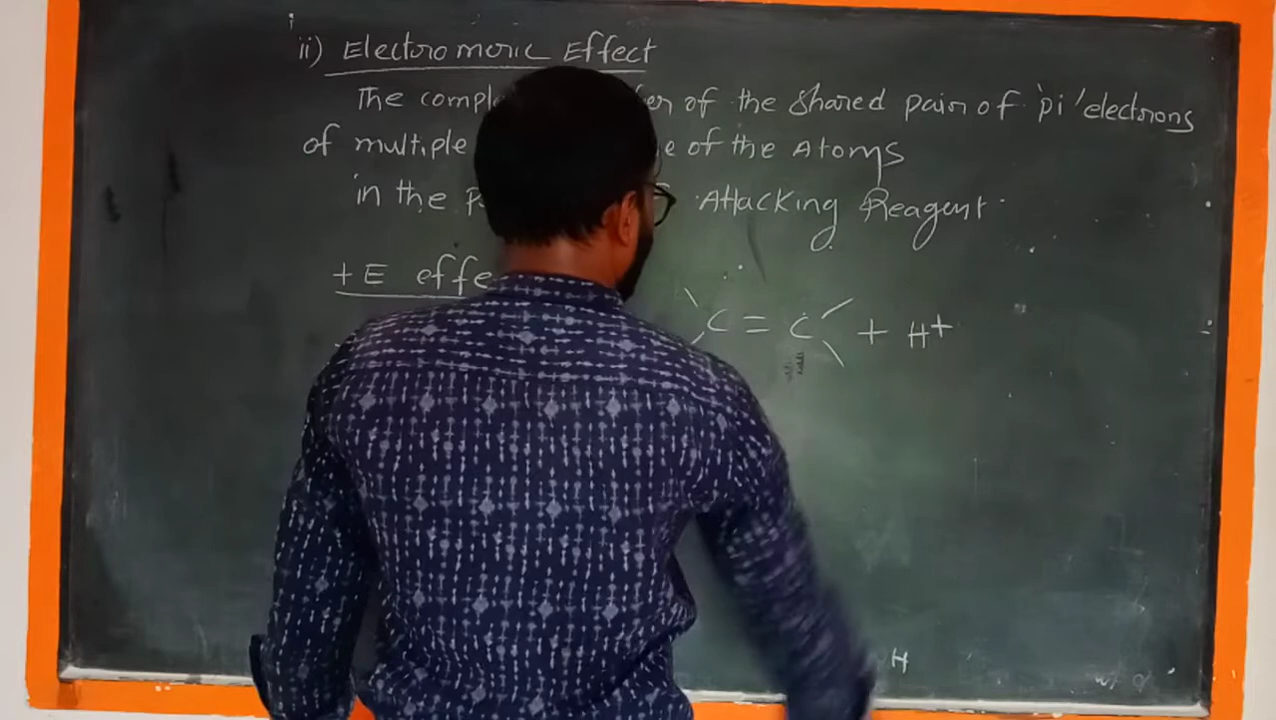 ii) Electromeric Effect
The compl er of the shared pair of 'pi' electrons
of multiple e of the Atoms
in the P Attacking Reagent.
+E effe
C = C + H+
H